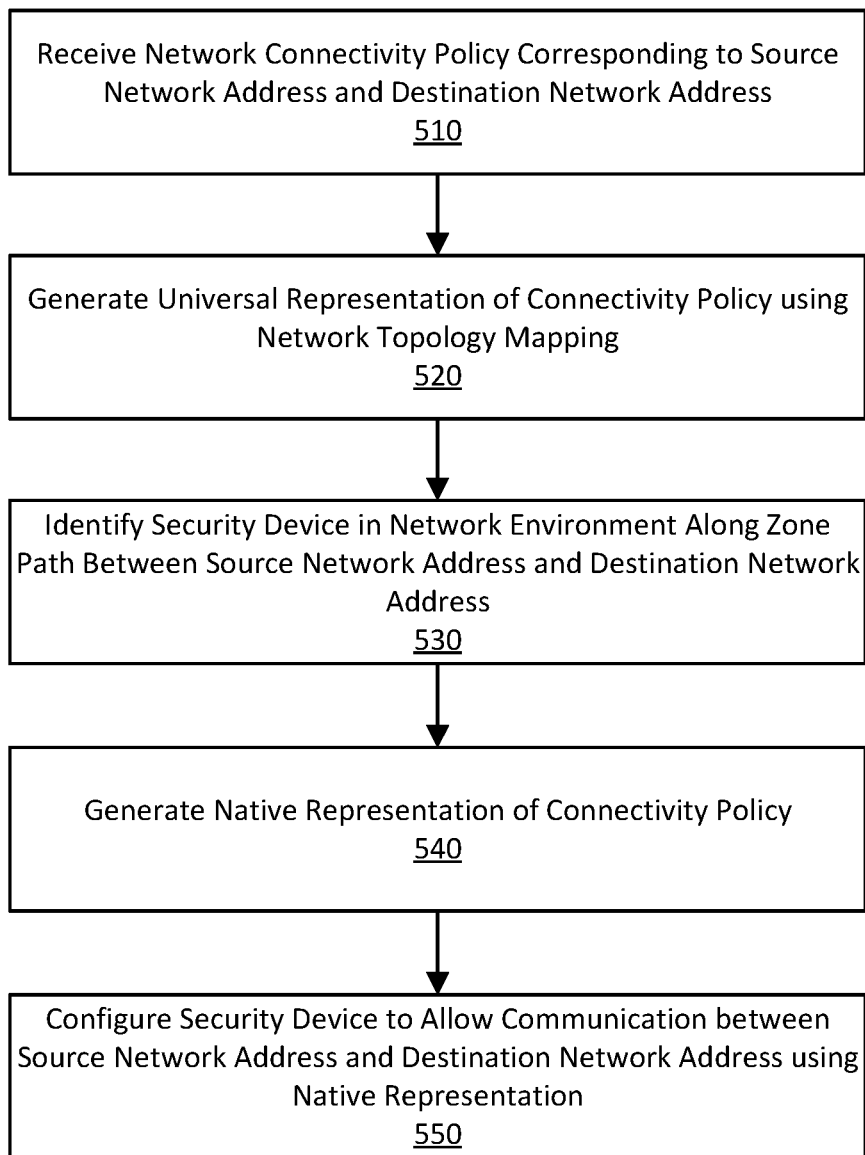 Receive Network Connectivity Policy Corresponding to Source
Network Address and Destination Network Address
510
Generate Universal Representation of Connectivity Policy using
Network Topology Mapping
520
Identify Security Device in Network Environment Along Zone
Path Between Source Network Address and Destination Network
Address
530
Generate Native Representation of Connectivity Policy
540
Configure Security Device to Allow Communication between
Source Network Address and Destination Network Address using
Native Representation
550